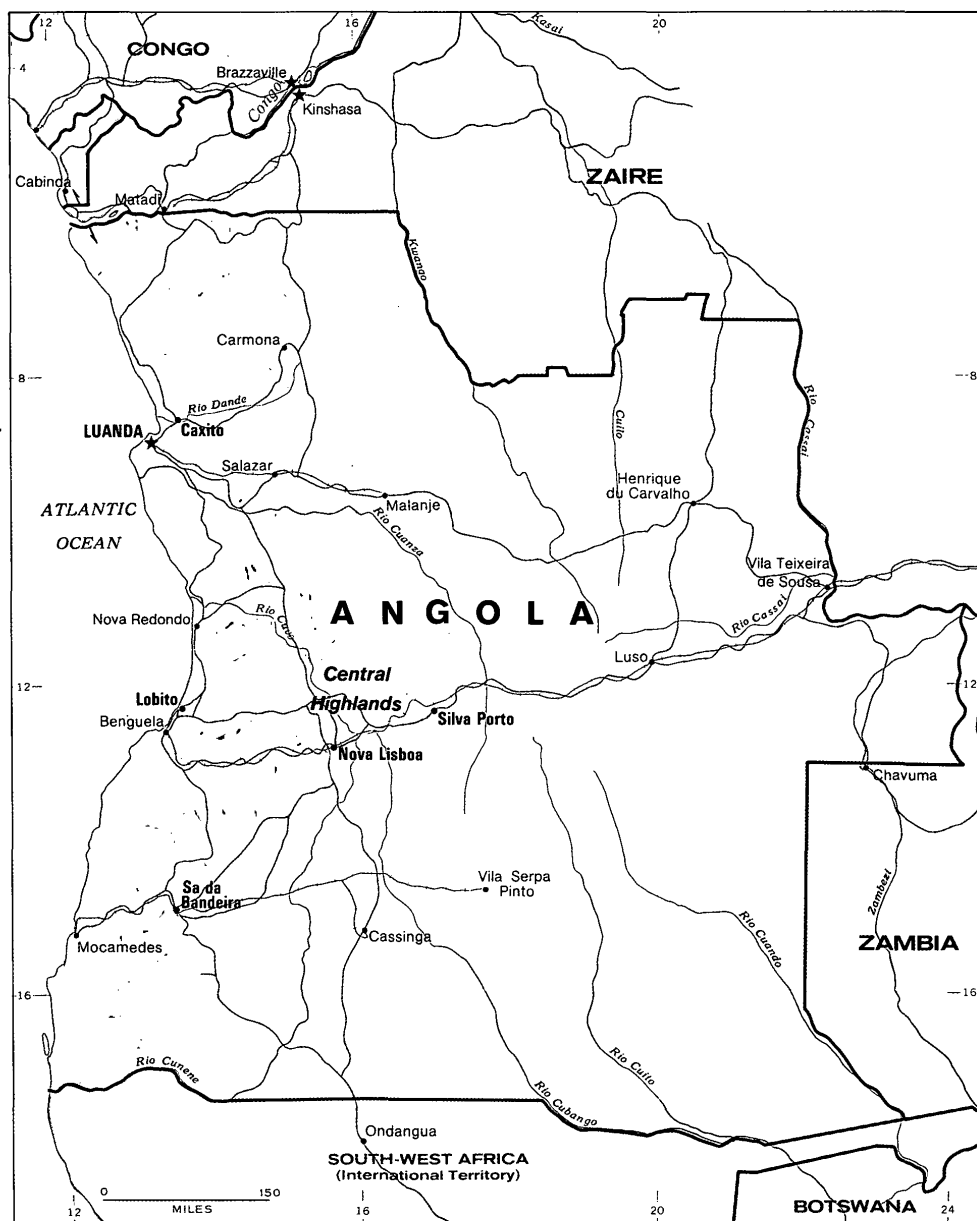 12
16
20
Kasai
CONGO
4
Brazzaville
Congo
Kinshasa
ZAIRE
Cabinda
Matadi
Kwango
Carmona
8
8
Rio Dande
Rio Cassai
LUANDA
Caxito
Cuilo
Salazar
Henrique
du Carvalho
Malanje
ATLANTIC
OCEAN
Rio Cuanza
Vila Teixeira
de Sousa
ANGOLA
Nova Redondo
Rio Cuvo
Rio Cassai
Luso
Central
Highlands
12
12
Lobito
Silva Porto
Benguela
Nova Lisboa
Chavuma
Vila Serpa
Pinto
Sa da
Bandeira
Zambezi
Rio Cuando
Mocamedes
Cassinga
ZAMBIA
16
16
Rio Cunene
Rio Cuito
Rio Cubango
Ondangua
SOUTH-WEST AFRICA
(International Territory)
0 150
MILES
BOTSWANA
12
16
20
24